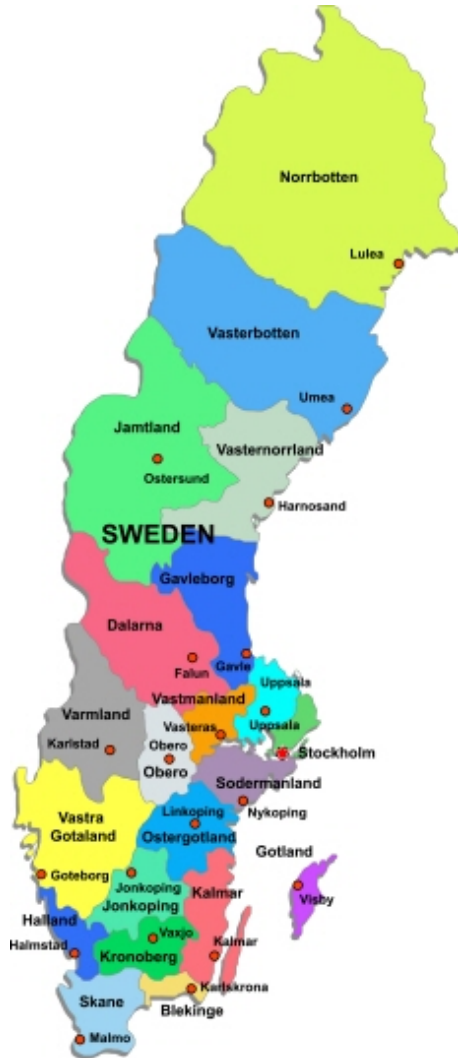 Norrbotten
Lulea
Vasterbotten
Umea
Jamtland
Vasternorrland
Ostersund
Harnosand
SWEDEN
Gavleborg
Dalarna
Falun
Gavle
Uppsala
Vastmanland
Varmland
Uppsala
Vasteras
Karlstad
Obero
Stockholm
Obero
Sodermanland
Vastra
Gotaland
Linkoping
Nykoping
Ostergotland
Gotland
Goteborg
Jonkoping
Kalmar
Visby
Jonkoping
Halland
Vaxjo
Halmstad
Kalmar
Kronoberg
Karlskrona
Skane
Blekinge
Malmo